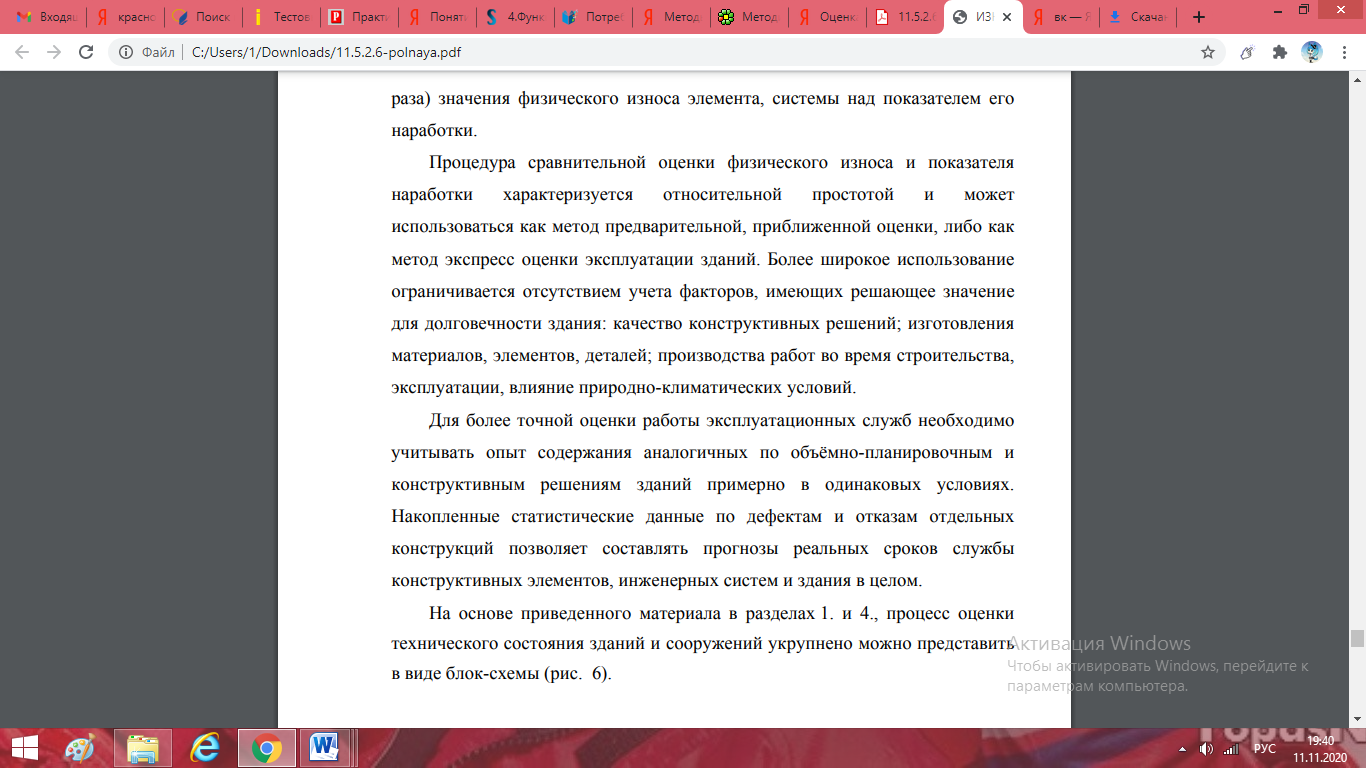 Входящ
красно
Поиск
Тестов
Практи
Поняти
4.Функ
Потреб
Метод
Метод
Оценк
11.5.2.6
ИЗ
вк — Я
Скачан
Файл
C:/Users/1/Downloads/11.5.2.6-polnaya.pdf
раза) значения физического износа элемента, системы над показателем его
наработки.
Процедура сравнительной оценки физического износа и показателя
наработки характеризуется относительной простотой и может
использоваться как метод предварительной, приближенной оценки, либо как
метод экспресс оценки эксплуатации зданий. Более широкое использование
ограничивается отсутствием учета факторов, имеющих решающее значение
для долговечности здания: качество конструктивных решений; изготовления
материалов, элементов, деталей; производства работ во время строительства,
эксплуатации, влияние природно-климатических условий.
Для более точной оценки работы эксплуатационных служб необходимо
учитывать опыт содержания аналогичных по объёмно-планировочным и
конструктивным решениям зданий примерно в одинаковых условиях.
Накопленные статистические данные по дефектам и отказам отдельных
конструкций позволяет составлять прогнозы реальных сроков службы
конструктивных элементов, инженерных систем и здания в целом.
На основе приведенного материала в разделах 1. и 4., процесс оценки
технического состояния зданий и сооружений укрупнено можно представить
в виде блок-схемы (рис. 6).
Активация Windows
Чтобы активировать Windows, перейдите к
параметрам компьютера.
РУС
19:40
11.11.2020